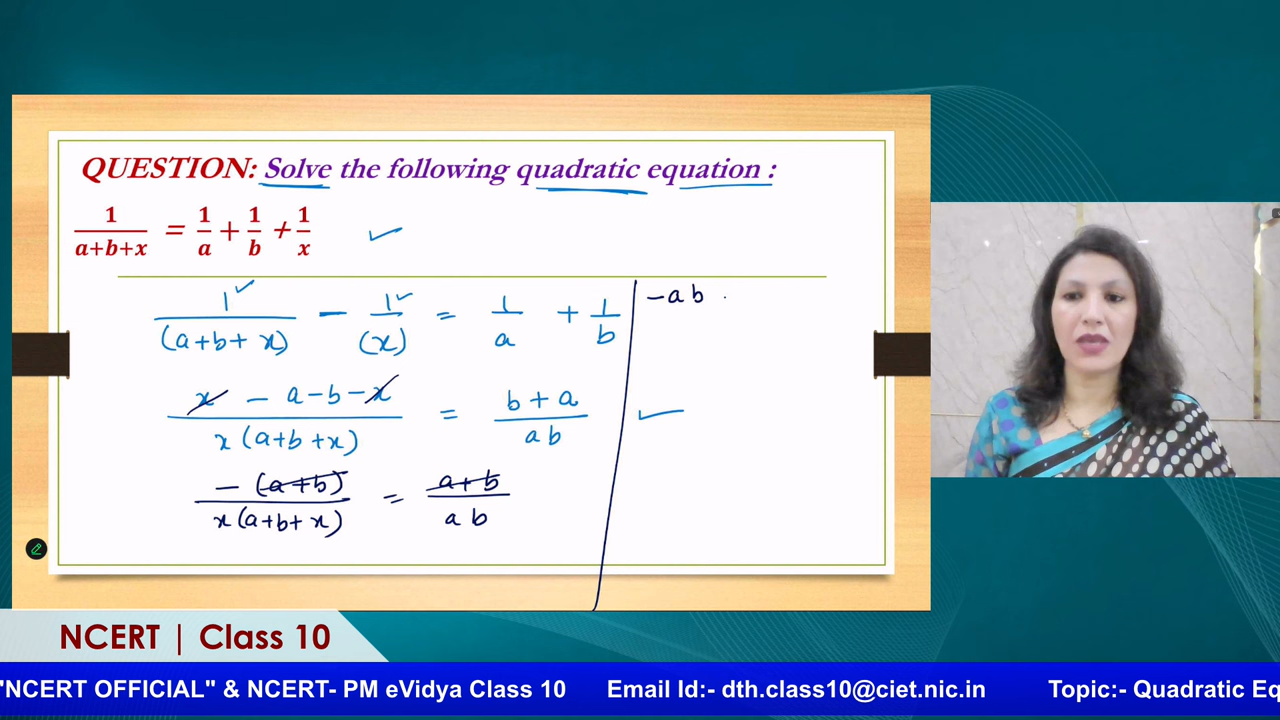 QUESTION: Solve the following quadratic equation :
1/(a+b+x) = 1/a + 1/b + 1/x ✓
1/(a+b+x) - 1/(x) = 1/a + 1/b
(x - a-b-x)/(x(a+b+x)) = (b+a)/(ab)
(-(a+b))/(x(a+b+x)) = (a+b)/(ab)
-ab
NCERT | Class 10
"NCERT OFFICIAL" & NCERT- PM eVidya Class 10 Email Id:- dth.class10@ciet.nic.in Topic:- Quadratic Eq